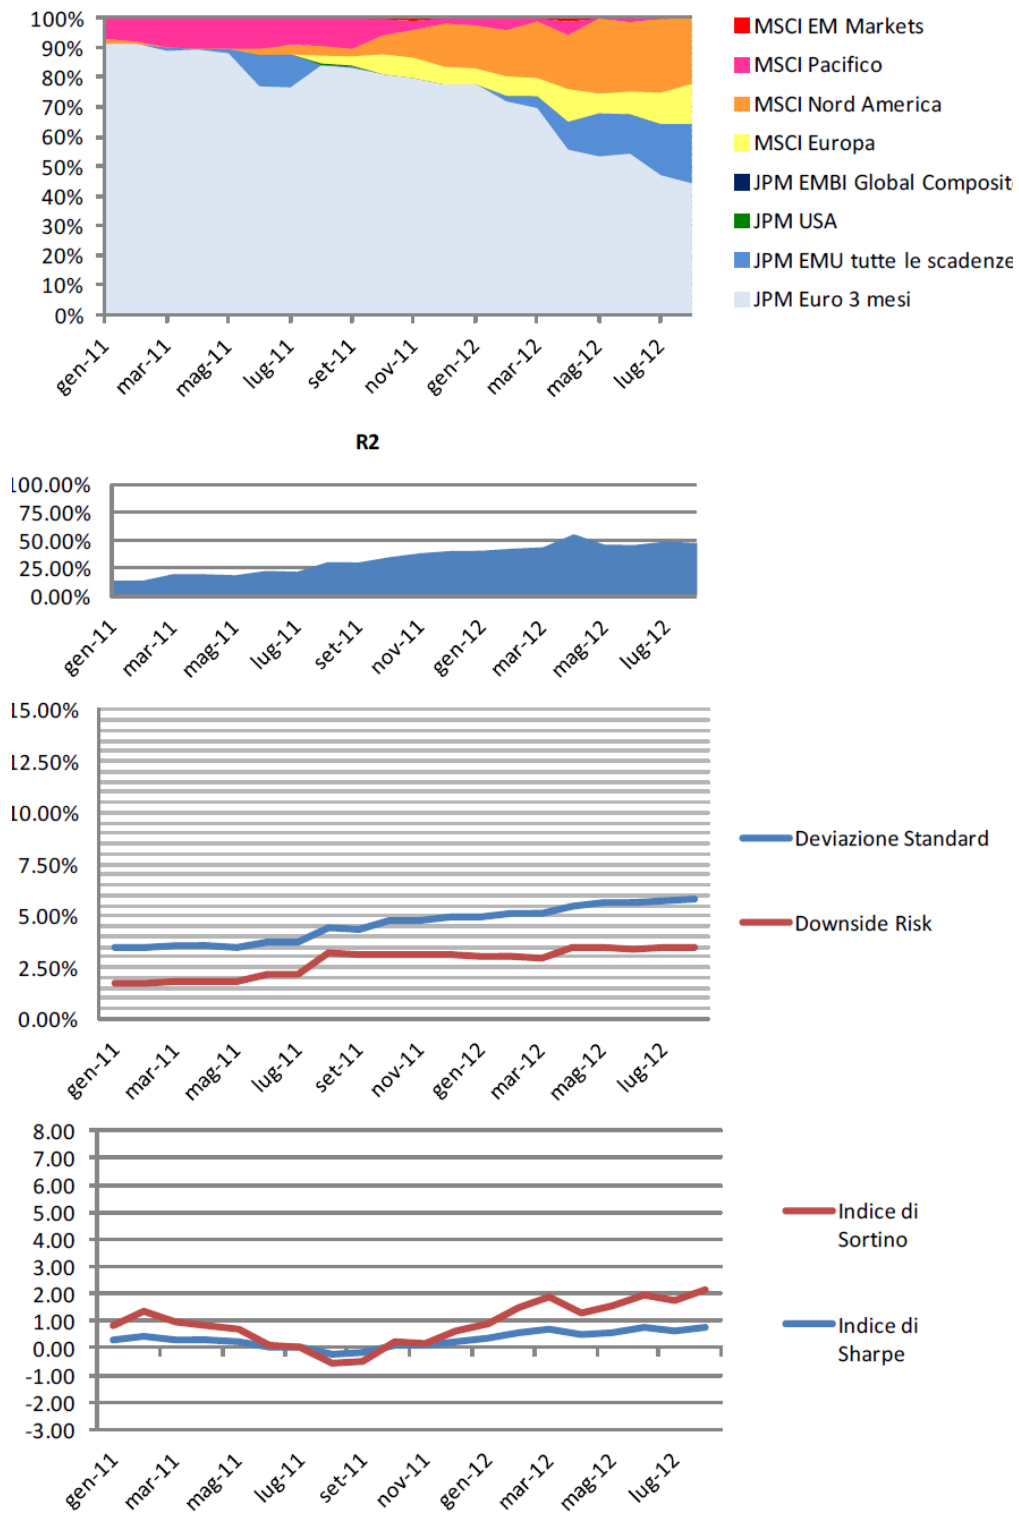 100%
90%
80%
70%
60%
50%
40%
30%
20%
10%
0%
gen-11
mar-11
mag-11
lug-11
set-11
nov-11
gen-12
mar-12
mag-12
lug-12
MSCI EM Markets
MSCI Pacifico
MSCI Nord America
MSCI Europa
JPM EMBI Global Composite
JPM USA
JPM EMU tutte le scadenze
JPM Euro 3 mesi
R2
100.00%
75.00%
50.00%
25.00%
0.00%
gen-11
mar-11
mag-11
lug-11
set-11
nov-11
gen-12
mar-12
mag-12
lug-12
15.00%
12.50%
10.00%
7.50%
5.00%
2.50%
0.00%
gen-11
mar-11
mag-11
lug-11
set-11
nov-11
gen-12
mar-12
mag-12
lug-12
Deviazione Standard
Downside Risk
8.00
7.00
6.00
5.00
4.00
3.00
2.00
1.00
0.00
-1.00
-2.00
-3.00
gen-11
mar-11
mag-11
lug-11
set-11
nov-11
gen-12
mar-12
mag-12
lug-12
Indice di
Sortino
Indice di
Sharpe